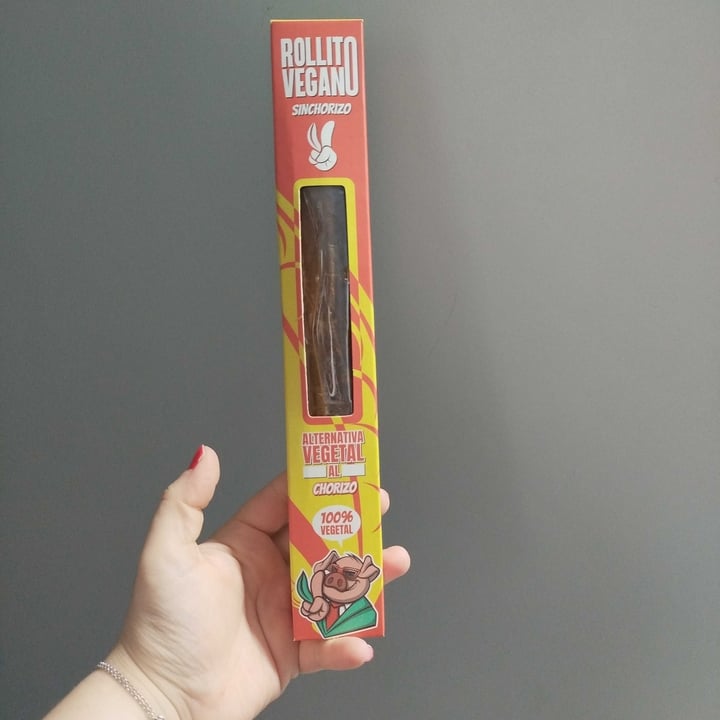 ROLLITO
VEGANO
SINCHORIZO
ALTERNATIVA
VEGETAL
AL
CHORIZO
100%
VEGETAL